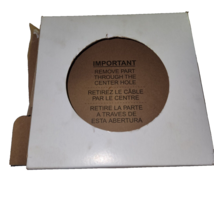 IMPORTANT
REMOVE PART
THROUGH THE
CENTER HOLE
RETIREZ LE CÂBLE
PAR LE CENTRE
RETIRE LA PARTE
A TRAVÉS DE
ESTA ABERTURA